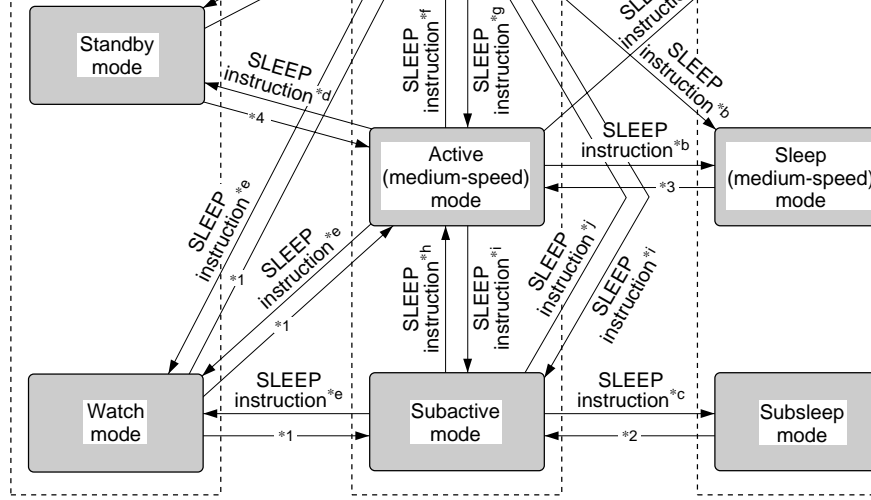 SLEEP
instruction*f
SLEEP
instruction*g
SL
instruction
Standby
mode
SLEEP
instruction*d
*4
SLEEP
instruction*b
Active
(medium-speed)
mode
SLEEP
instruction*b
*3
Sleep
(medium-speed)
mode
SLEEP
instruction*e
*1
SLEEP
instruction*e
*1
SLEEP
instruction*h
SLEEP
instruction*i
SLEEP
instruction*j
SLEEP
instruction*i
Watch
mode
SLEEP
instruction*e
*1
Subactive
mode
SLEEP
instruction*c
*2
Subsleep
mode